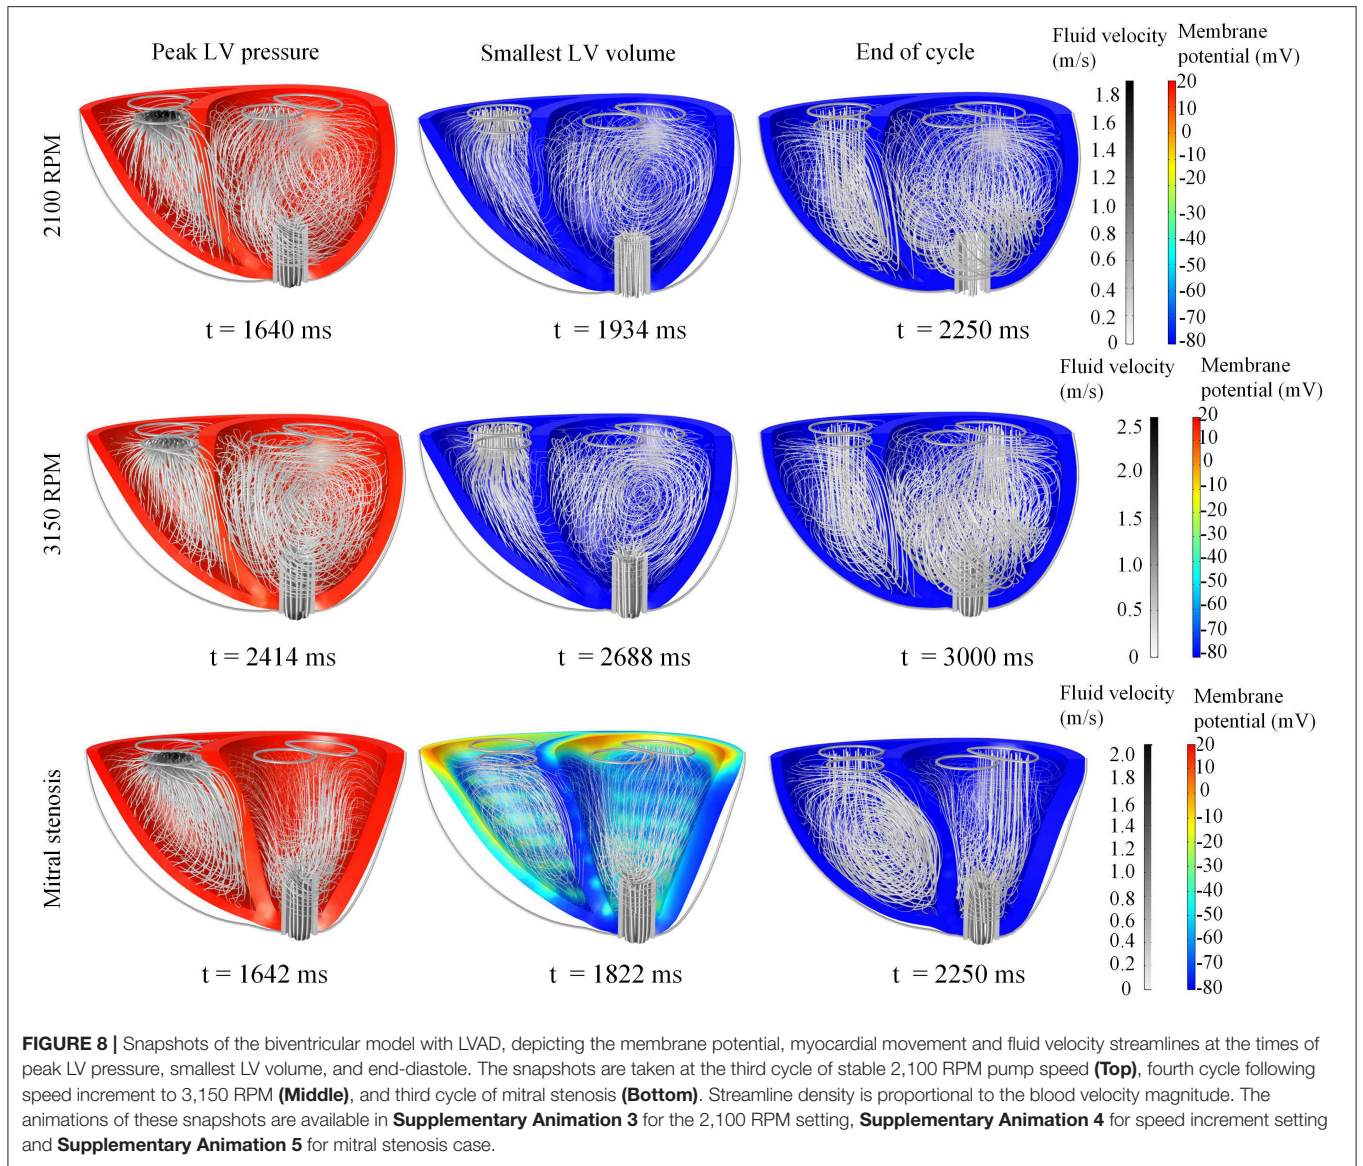 Peak LV pressure
Smallest LV volume
End of cycle
Fluid velocity
(m/s)
Membrane
potential (mV)
2100 RPM
1.8
1.6
1.4
1.2
1.0
0.8
0.6
0.4
0.2
0
20
10
0
-10
-20
-30
-40
-50
-60
-70
-80
t = 1640 ms
t = 1934 ms
t = 2250 ms
Fluid velocity
(m/s)
Membrane
potential (mV)
3150 RPM
2.5
2.0
1.5
1.0
0.5
0
20
10
0
-10
-20
-30
-40
-50
-60
-70
-80
t = 2414 ms
t = 2688 ms
t = 3000 ms
Fluid velocity
(m/s)
Membrane
potential (mV)
Mitral stenosis
2.0
1.8
1.6
1.4
1.2
1.0
0.8
0.6
0.4
0.2
0
20
10
0
-10
-20
-30
-40
-50
-60
-70
-80
t = 1642 ms
t = 1822 ms
t = 2250 ms
FIGURE 8 | Snapshots of the biventricular model with LVAD, depicting the membrane potential, myocardial movement and fluid velocity streamlines at the times of
peak LV pressure, smallest LV volume, and end-diastole. The snapshots are taken at the third cycle of stable 2,100 RPM pump speed (Top), fourth cycle following
speed increment to 3,150 RPM (Middle), and third cycle of mitral stenosis (Bottom). Streamline density is proportional to the blood velocity magnitude. The
animations of these snapshots are available in Supplementary Animation 3 for the 2,100 RPM setting, Supplementary Animation 4 for speed increment setting
and Supplementary Animation 5 for mitral stenosis case.